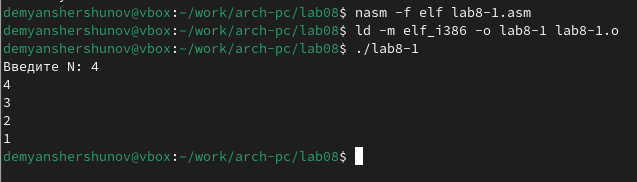 demyanshershunov@vbox:~/work/arch-pc/lab08$ nasm -f elf lab8-1.asm
demyanshershunov@vbox:~/work/arch-pc/lab08$ ld -m elf_i386 -o lab8-1 lab8-1.o
demyanshershunov@vbox:~/work/arch-pc/lab08$ ./lab8-1
Введите N: 4
4
3
2
1
demyanshershunov@vbox:~/work/arch-pc/lab08$